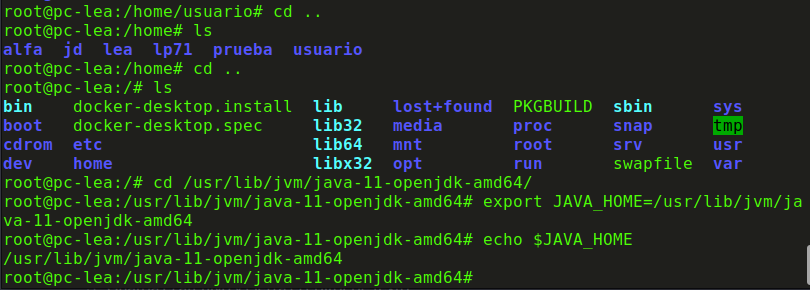 root@pc-lea:/home/usuario# cd ..
root@pc-lea:/home# ls
alfa  jd  lea  lp71  prueba  usuario
root@pc-lea:/home# cd ..
root@pc-lea:/# ls
bin    docker-desktop.install  lib     lost+found  PKGBUILD  sbin      sys
boot   docker-desktop.spec     lib32   media       proc      snap      tmp
cdrom  etc                     lib64   mnt         root      srv       usr
dev    home                    libx32  opt         run       swapfile  var
root@pc-lea:/# cd /usr/lib/jvm/java-11-openjdk-amd64/
root@pc-lea:/usr/lib/jvm/java-11-openjdk-amd64# export JAVA_HOME=/usr/lib/jvm/ja
va-11-openjdk-amd64
root@pc-lea:/usr/lib/jvm/java-11-openjdk-amd64# echo $JAVA_HOME
/usr/lib/jvm/java-11-openjdk-amd64
root@pc-lea:/usr/lib/jvm/java-11-openjdk-amd64#